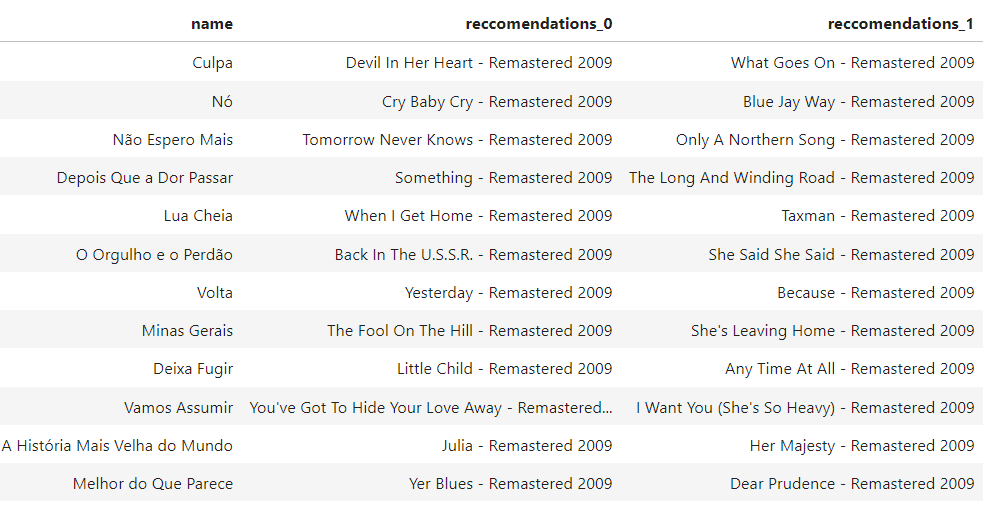 name reccomendations_0 reccomendations_1
Culpa Devil In Her Heart - Remastered 2009 What Goes On - Remastered 2009
Nó Cry Baby Cry - Remastered 2009 Blue Jay Way - Remastered 2009
Não Espero Mais Tomorrow Never Knows - Remastered 2009 Only A Northern Song - Remastered 2009
Depois Que a Dor Passar Something - Remastered 2009 The Long And Winding Road - Remastered 2009
Lua Cheia When I Get Home - Remastered 2009 Taxman - Remastered 2009
O Orgulho e o Perdão Back In The U.S.S.R. - Remastered 2009 She Said She Said - Remastered 2009
Volta Yesterday - Remastered 2009 Because - Remastered 2009
Minas Gerais The Fool On The Hill - Remastered 2009 She's Leaving Home - Remastered 2009
Deixa Fugir Little Child - Remastered 2009 Any Time At All - Remastered 2009
Vamos Assumir You've Got To Hide Your Love Away - Remastered... I Want You (She's So Heavy) - Remastered 2009
A História Mais Velha do Mundo Julia - Remastered 2009 Her Majesty - Remastered 2009
Melhor do Que Parece Yer Blues - Remastered 2009 Dear Prudence - Remastered 2009